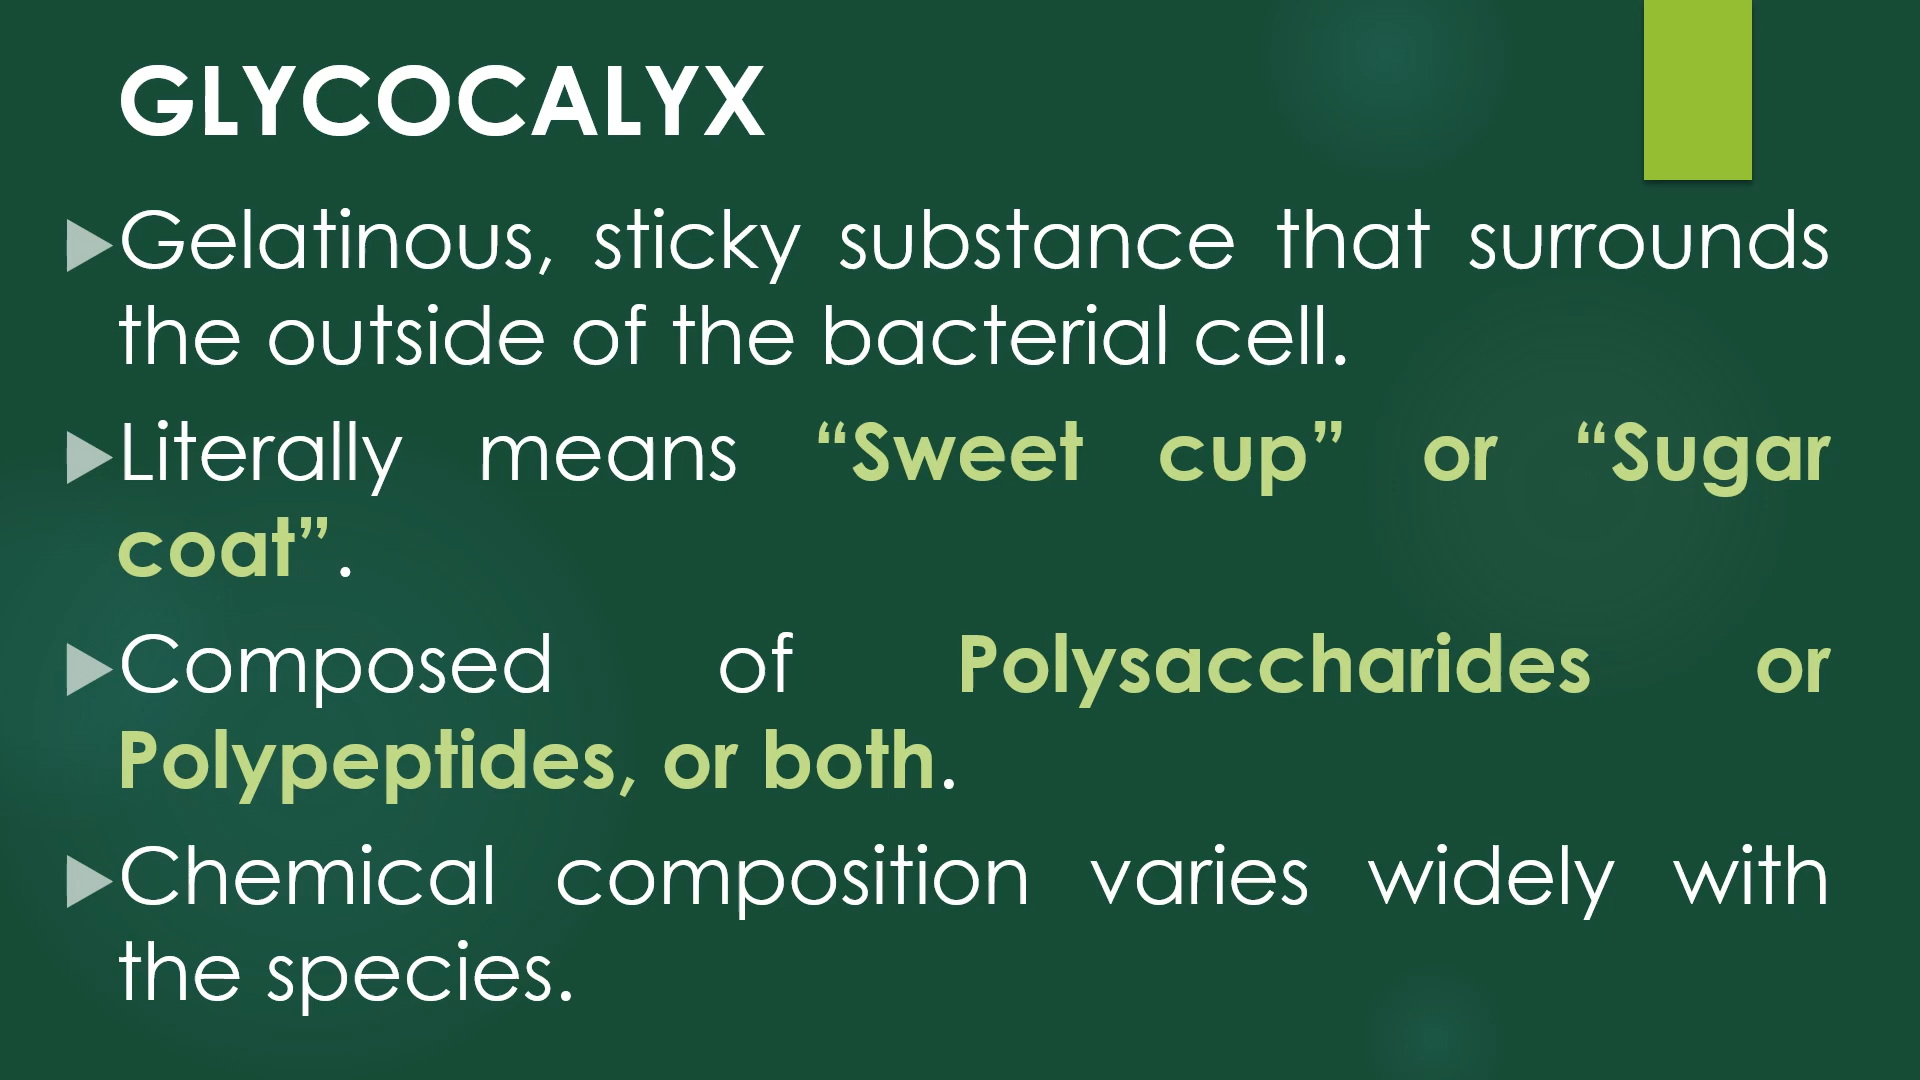 GLYCOCALYX
Gelatinous, sticky substance that surrounds
the outside of the bacterial cell.
Literally means “Sweet cup” or “Sugar
coat”.
Composed of Polysaccharides or
Polypeptides, or both.
Chemical composition varies widely with
the species.